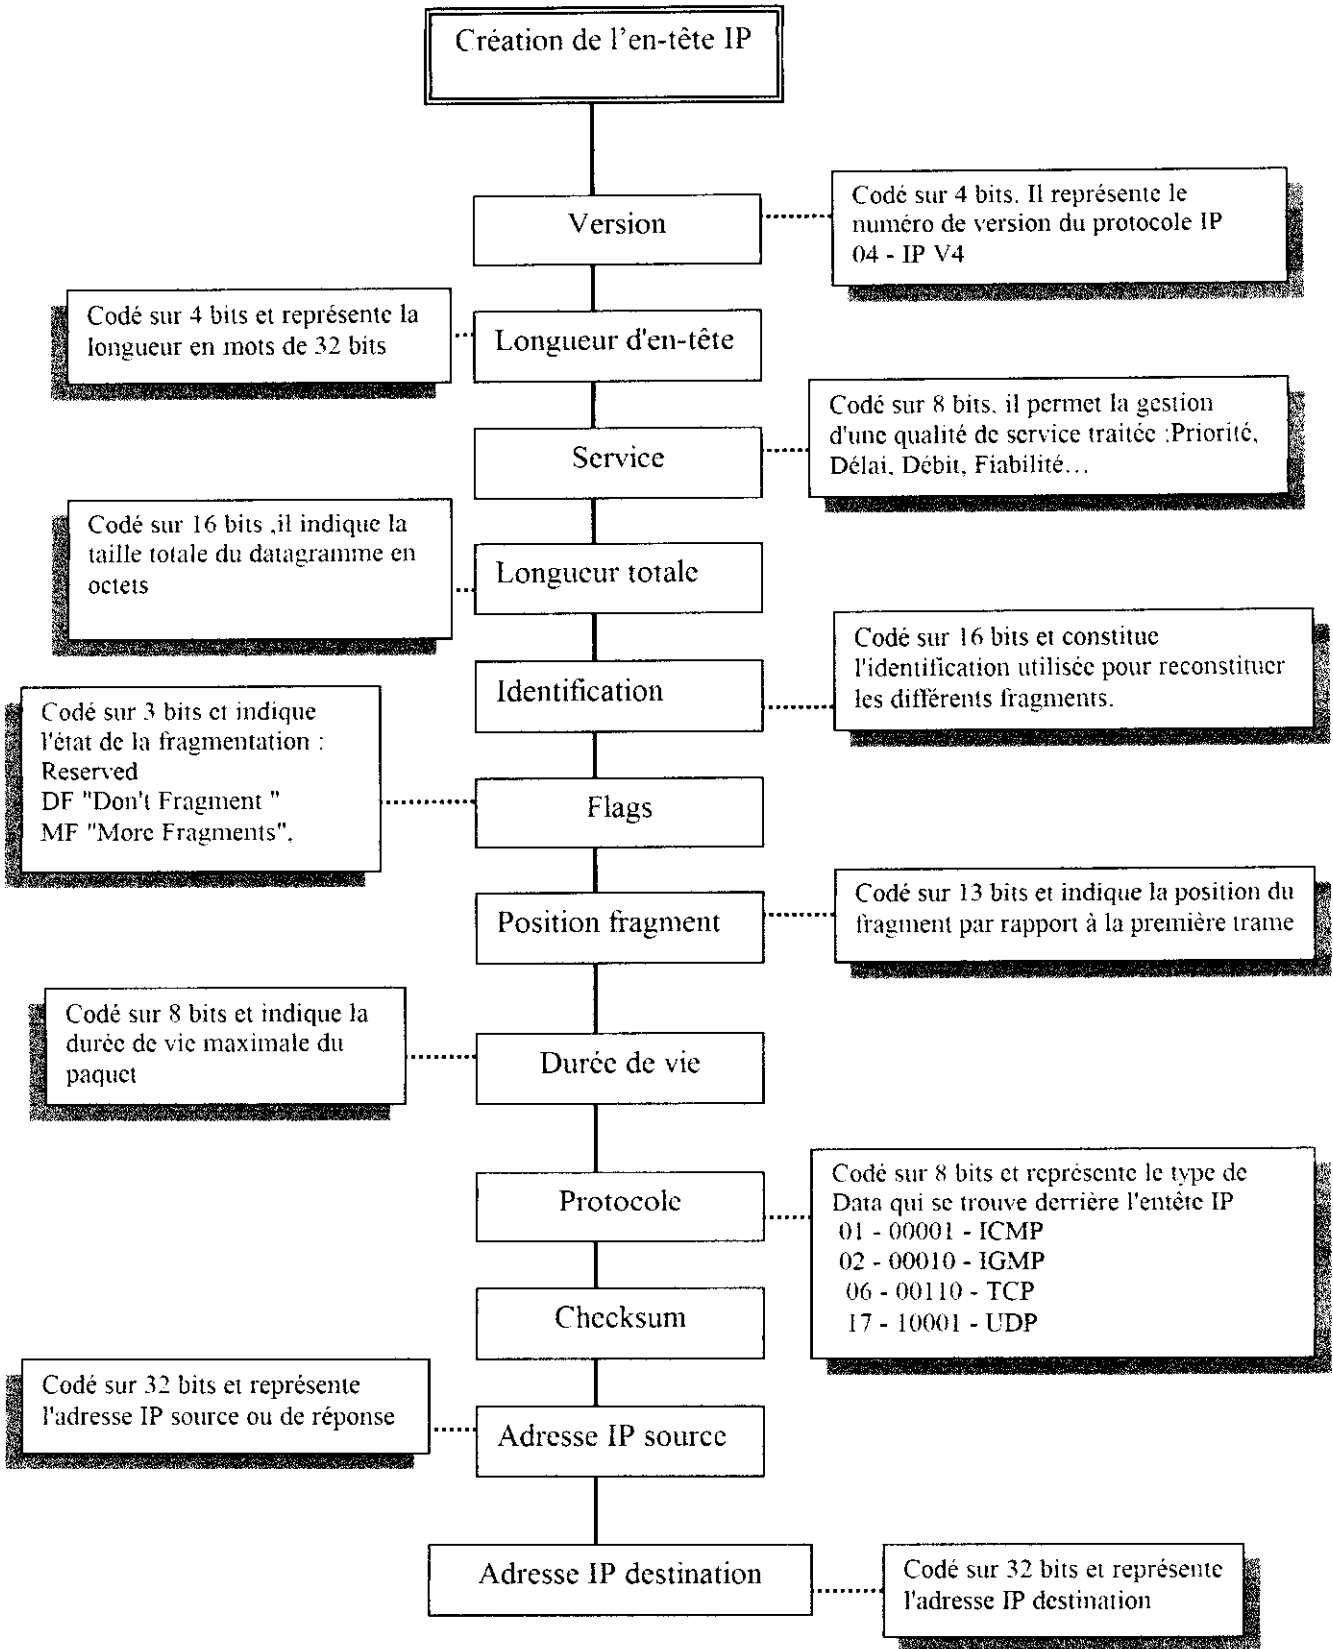 Création de l'en-tête IP
Version
Codé sur 4 bits. Il représente le
numéro de version du protocole IP
04 - IP V4
Codé sur 4 bits et représente la
longueur en mots de 32 bits
Longueur d'en-tête
Codé sur 8 bits. il permet la gestion
d'une qualité de service traitée :Priorité,
Délai, Débit, Fiabilité...
Service
Codé sur 16 bits ,il indique la
taille totale du datagramme en
octets
Longueur totale
Codé sur 16 bits et constitue
l'identification utilisée pour reconstituer
les différents fragments.
Identification
Codé sur 3 bits et indique
l'état de la fragmentation :
Reserved
DF "Don't Fragment "
MF "More Fragments",
Flags
Codé sur 13 bits et indique la position du
fragment par rapport à la première trame
Position fragment
Codé sur 8 bits et indique la
durée de vie maximale du
paquet
Durée de vie
Codé sur 8 bits et représente le type de
Data qui se trouve derrière l'entête IP
01 - 00001 - ICMP
02 - 00010 - IGMP
06 - 00110 - TCP
17 - 10001 - UDP
Protocole
Checksum
Codé sur 32 bits et représente
l'adresse IP source ou de réponse
Adresse IP source
Adresse IP destination
Codé sur 32 bits et représente
l'adresse IP destination